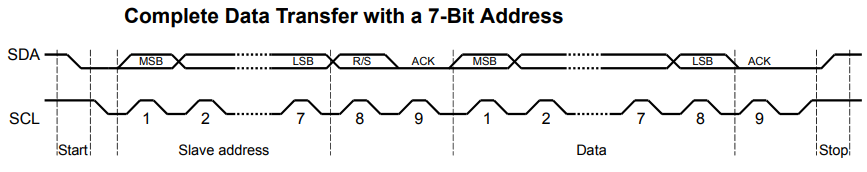 Complete Data Transfer with a 7-Bit Address
SDA MSB LSB R/S ACK MSB LSB ACK
SCL 1 2 7 8 9 1 2 7 8 9
Start Slave address Data Stop